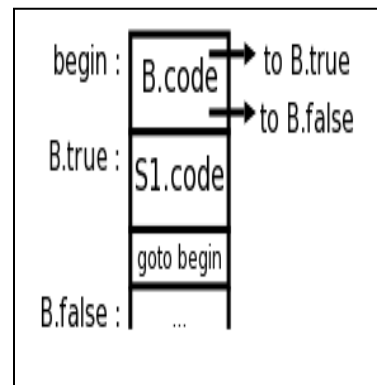 begin : B.code to B.true
to B.false
B.true : S1.code
goto begin
B.false : ...